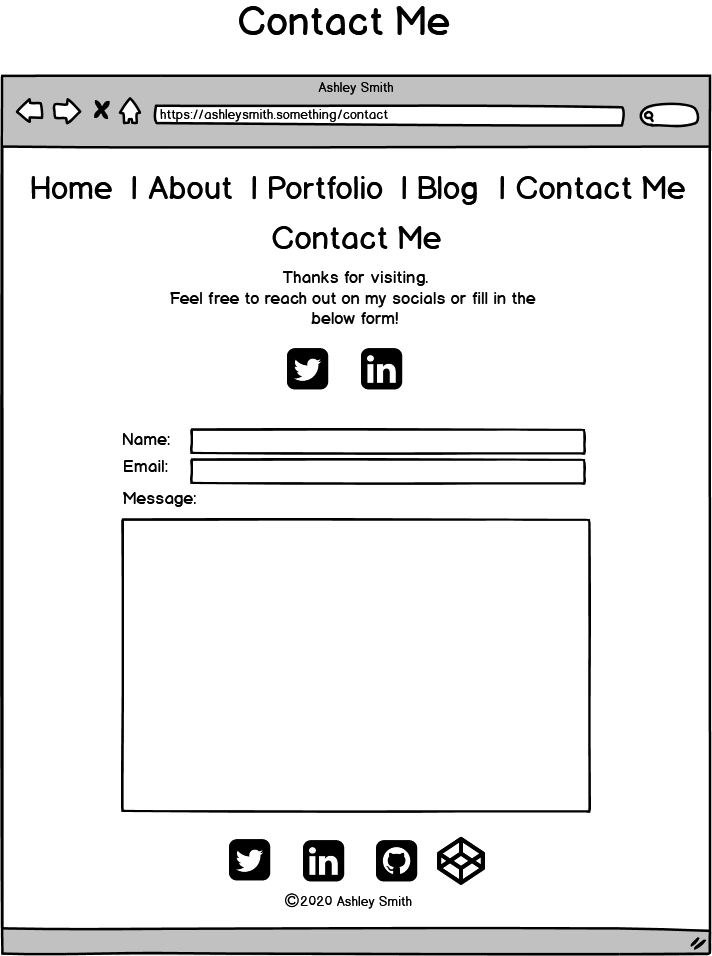 Contact Me
Ashley Smith
https://ashleysmith.something/contact
Home | About | Portfolio | Blog | Contact Me
Contact Me
Thanks for visiting.
Feel free to reach out on my socials or fill in the
below form!
in
Name:
Email:
Message:
in
©2020 Ashley Smith